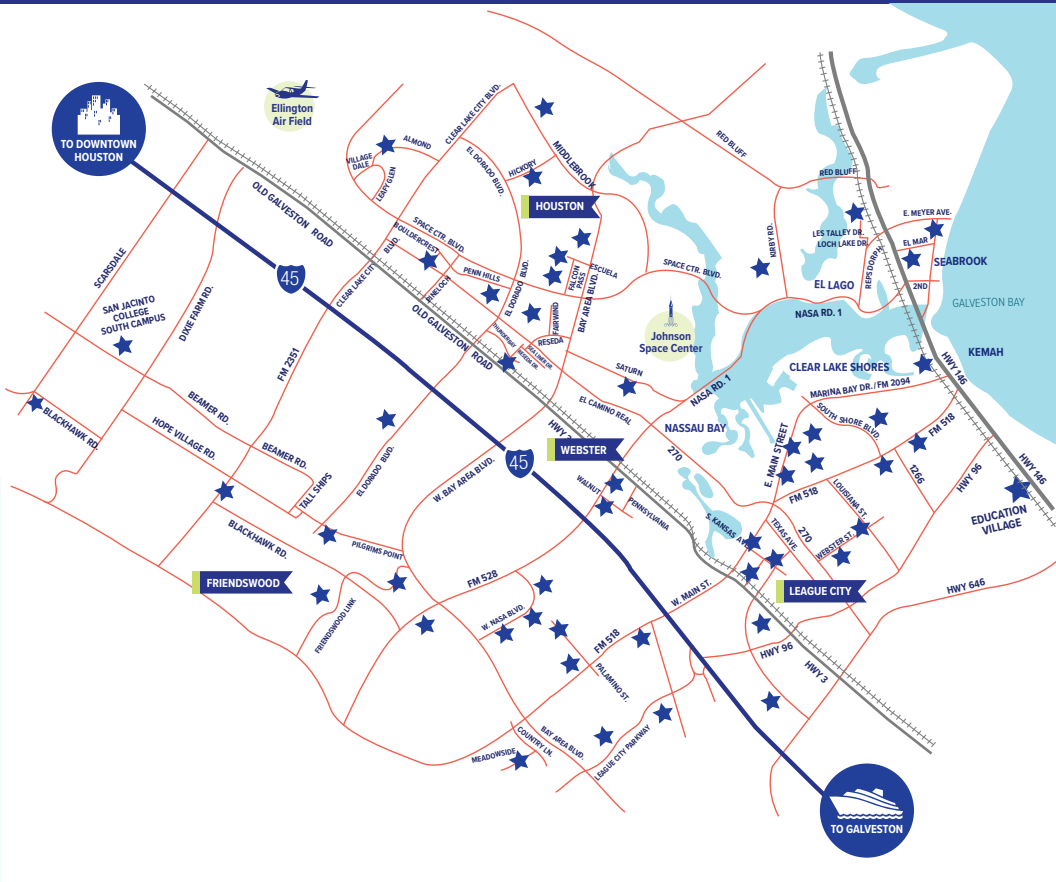 TO DOWNTOWN
HOUSTON
Ellington
Air Field
CLEAR LAKE CITY BLVD.
ALMOND
VILLAGE
DALE
LEAFY GLEN
EL DORADO BLVD.
HICKORY
MIDDLEBROOK
RED BLUFF
RED BLUFF
OLD GALVESTON ROAD
HOUSTON
SPACE CTR. BLVD.
BOULDERCREST
CLEAR LAKE CITY BLVD.
PENN HILLS
PINELOCH
EL DORADO BLVD.
FALCON
PASS
ESCUELA
BAY AREA BLVD.
FAIRWIND
SPACE CTR. BLVD.
KIRBY RD.
LES TALLEY DR.
LOCH LAKE DR.
REPSDORPH
E. MEYER AVE.
EL MAR
SEABROOK
2ND
EL LAGO
NASA RD. 1
GALVESTON BAY
KEMAH
SCARSDALE
45
SAN JACINTO
COLLEGE
SOUTH CAMPUS
DIXIE FARM RD.
FM 2351
OLD GALVESTON ROAD
THUNDERBAY
RESEDA
RESEDA DR.
Johnson
Space Center
SATURN
NASA RD. 1
CLEAR LAKE SHORES
MARINA BAY DR./FM 2094
HWY 146
BLACKHAWK RD.
BEAMER RD.
HOPE VILLAGE RD.
BEAMER RD.
TALL SHIPS
EL DORADO BLVD.
EL CAMINO REAL
NASSAU BAY
HWY 3
WEBSTER
270
E. MAIN STREET
SOUTH SHORE BLVD.
FM 518
1266
HWY 96
HWY 146
45
W. BAY AREA BLVD.
WALNUT
PENNSYLVANIA
FM 518
LOUISIANA ST.
EDUCATION
VILLAGE
S. KANSAS AVE.
TEXAS AVE.
270
WEBSTER ST.
BLACKHAWK RD.
PILGRIMS POINT
FRIENDSWOOD
FRIENDSWOOD LINK
FM 528
W. NASA BLVD.
W. MAIN ST.
LEAGUE CITY
HWY 646
FM 518
PALAMINO ST.
HWY 96
HWY 3
MEADOWSIDE
COUNTRY LN.
BAY AREA BLVD.
LEAGUE CITY PARKWAY
TO GALVESTON